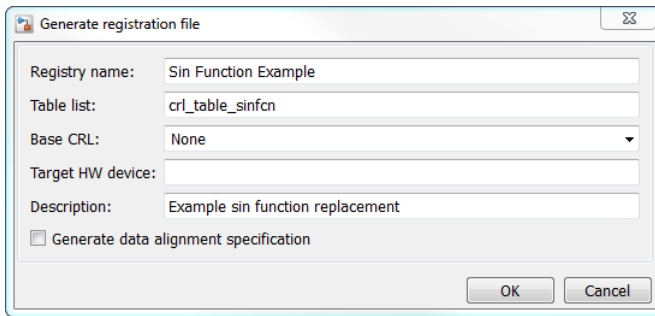 Generate registration file
Registry name: Sin Function Example
Table list: crl_table_sinfcn
Base CRL: None
Target HW device:
Description: Example sin function replacement
Generate data alignment specification
OK Cancel